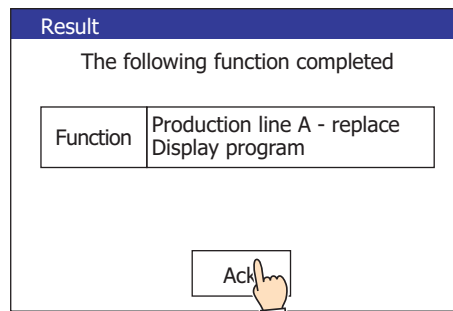 Result
The following function completed
Function
Production line A - replace
Display program
Ack